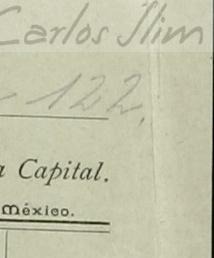 Carlos Slim
122.
a Capital.
México.